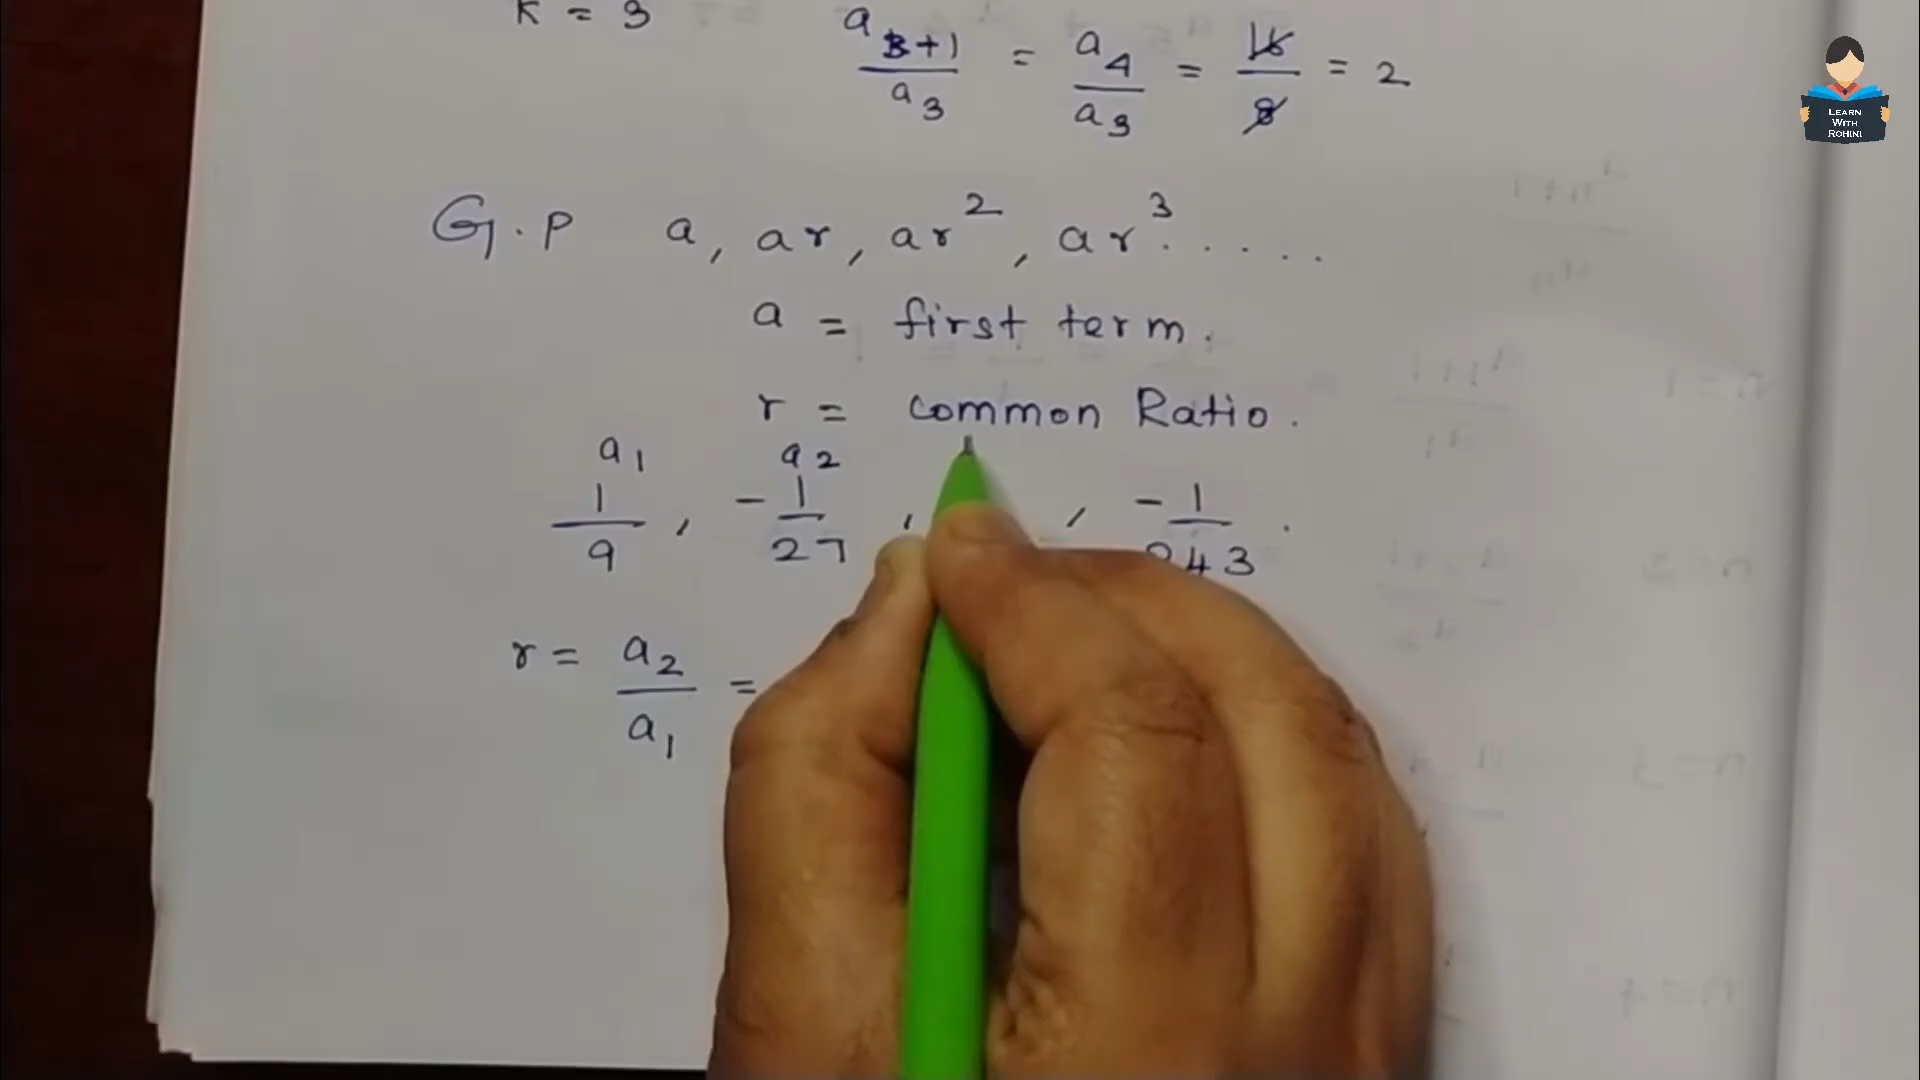 K = 3 a3+1/a3 = a4/a3 = 16/8 = 2
LEARN
WITH
ROHINI
G.P a, ar, ar², ar³.....
a = first term.
r = common Ratio.
a1 a2
1/9, -1/27, , -1/243.
r = a2/a1 =